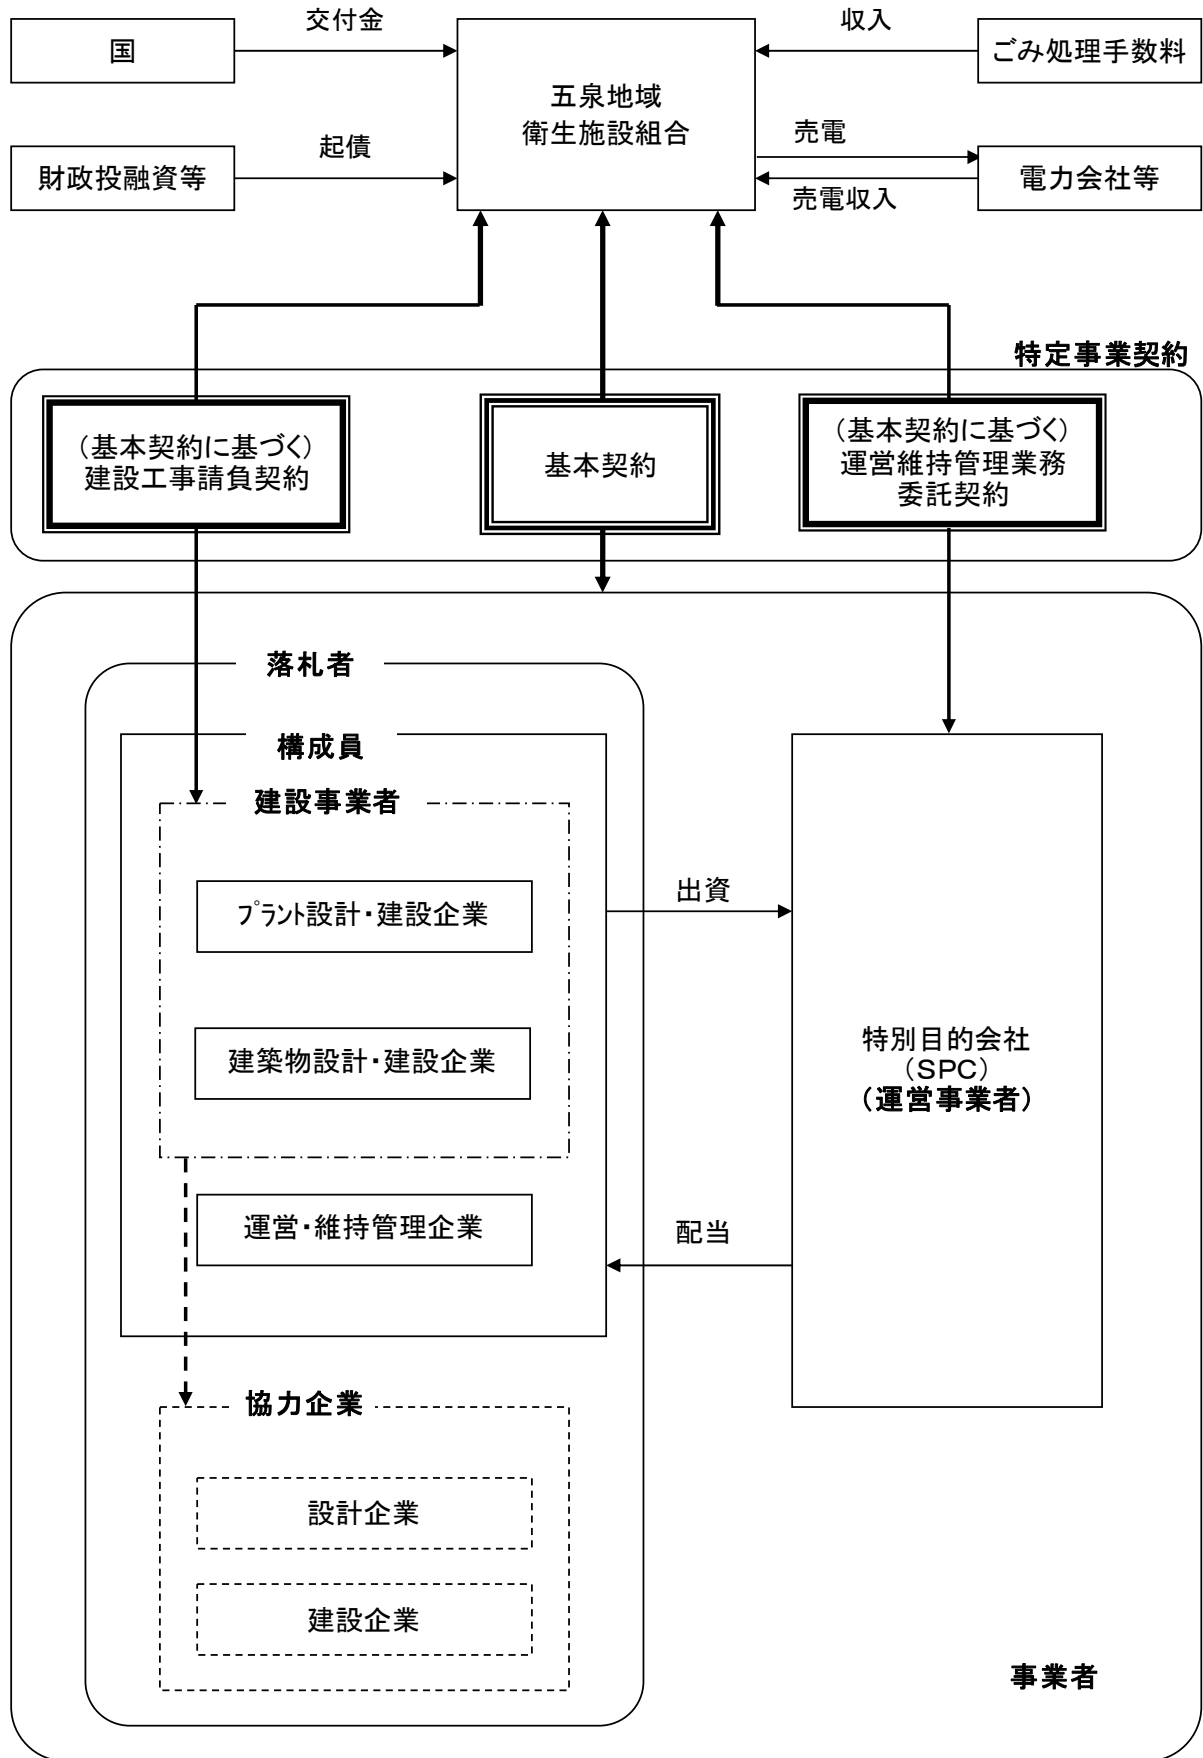 交付金
収入
国
五泉地域
衛生施設組合
ごみ処理手数料
起債
売電
財政投融資等
電力会社等
売電収入
特定事業契約
（基本契約に基づく）
建設工事請負契約
基本契約
（基本契約に基づく）
運営維持管理業務
委託契約
落札者
構成員
建設事業者
プラント設計・建設企業
出資
建築物設計・建設企業
特別目的会社
（SPC）
（運営事業者）
運営・維持管理企業
配当
協力企業
設計企業
建設企業
事業者